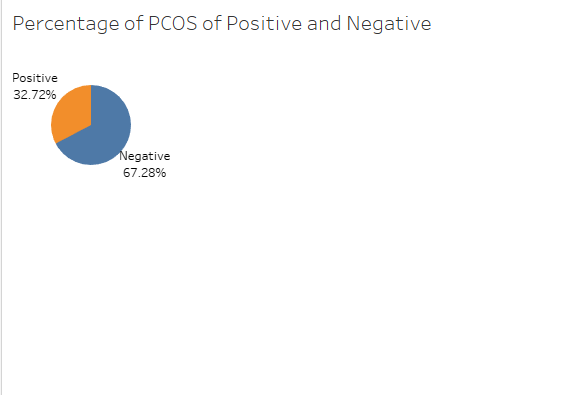 Percentage of PCOS of Positive and Negative
Positive
32.72%
Negative
67.28%